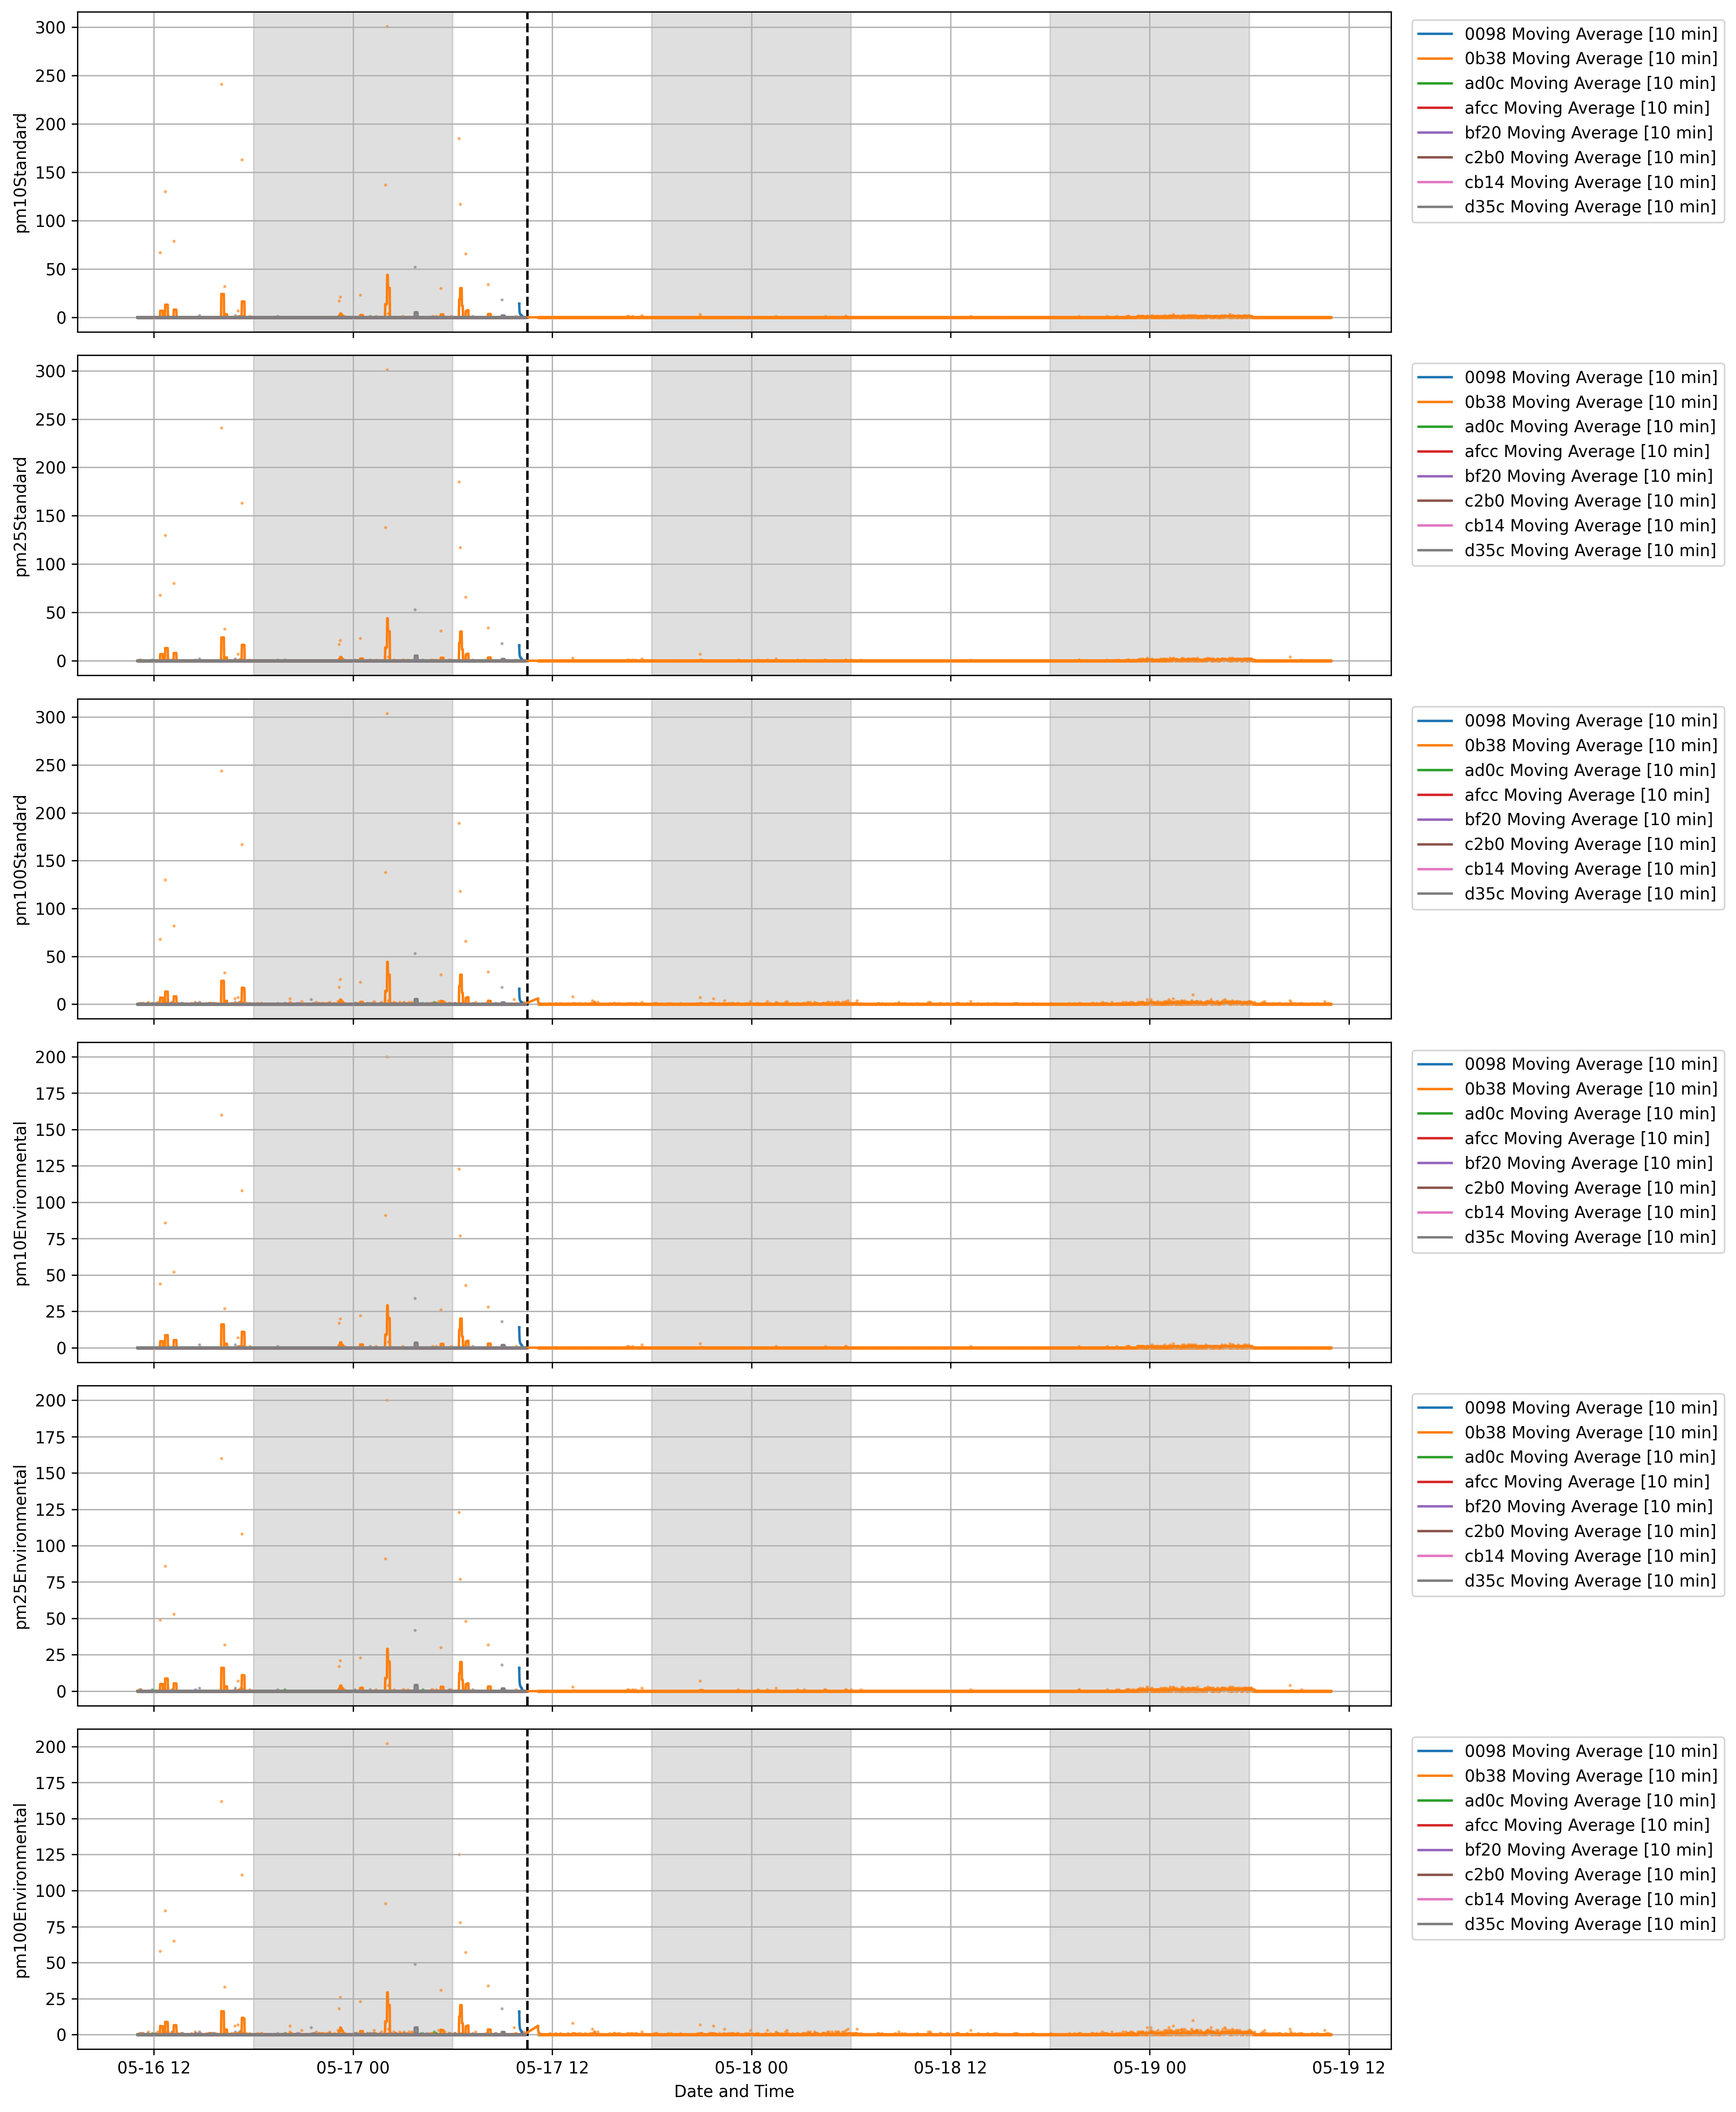 300
250
200
150
100
50
0
pm10Standard
0098 Moving Average [10 min]
0b38 Moving Average [10 min]
ad0c Moving Average [10 min]
afcc Moving Average [10 min]
bf20 Moving Average [10 min]
c2b0 Moving Average [10 min]
cb14 Moving Average [10 min]
d35c Moving Average [10 min]
300
250
200
150
100
50
0
pm25Standard
0098 Moving Average [10 min]
0b38 Moving Average [10 min]
ad0c Moving Average [10 min]
afcc Moving Average [10 min]
bf20 Moving Average [10 min]
c2b0 Moving Average [10 min]
cb14 Moving Average [10 min]
d35c Moving Average [10 min]
300
250
200
150
100
50
0
pm100Standard
0098 Moving Average [10 min]
0b38 Moving Average [10 min]
ad0c Moving Average [10 min]
afcc Moving Average [10 min]
bf20 Moving Average [10 min]
c2b0 Moving Average [10 min]
cb14 Moving Average [10 min]
d35c Moving Average [10 min]
200
175
150
125
100
75
50
25
0
pm10Environmental
0098 Moving Average [10 min]
0b38 Moving Average [10 min]
ad0c Moving Average [10 min]
afcc Moving Average [10 min]
bf20 Moving Average [10 min]
c2b0 Moving Average [10 min]
cb14 Moving Average [10 min]
d35c Moving Average [10 min]
200
175
150
125
100
75
50
25
0
pm25Environmental
0098 Moving Average [10 min]
0b38 Moving Average [10 min]
ad0c Moving Average [10 min]
afcc Moving Average [10 min]
bf20 Moving Average [10 min]
c2b0 Moving Average [10 min]
cb14 Moving Average [10 min]
d35c Moving Average [10 min]
200
175
150
125
100
75
50
25
0
pm100Environmental
0098 Moving Average [10 min]
0b38 Moving Average [10 min]
ad0c Moving Average [10 min]
afcc Moving Average [10 min]
bf20 Moving Average [10 min]
c2b0 Moving Average [10 min]
cb14 Moving Average [10 min]
d35c Moving Average [10 min]
05-16 12 05-17 00 05-17 12 05-18 00 05-18 12 05-19 00 05-19 12
Date and Time